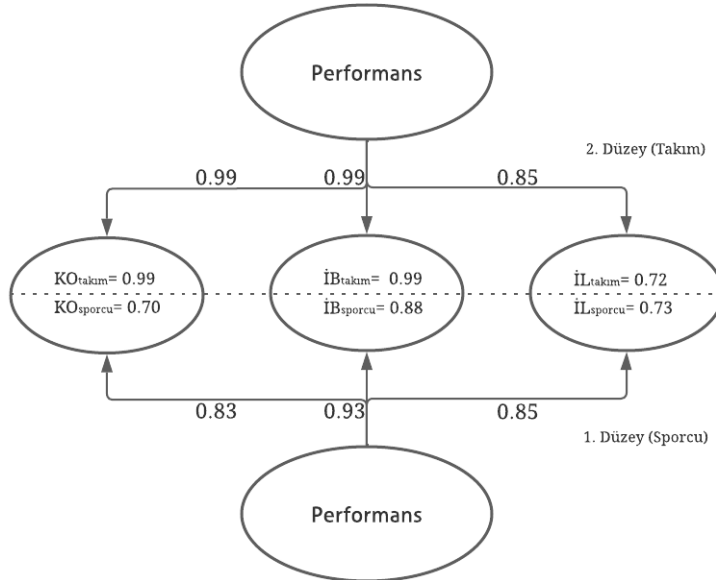 Performans
2. Düzey (Takım)
0.99
0.99
0.85
KOtakım= 0.99
KOsporcu= 0.70
İBtakım= 0.99
İBsporcu= 0.88
İLtakım= 0.72
İLsporcu= 0.73
0.83
0.93
0.85
1. Düzey (Sporcu)
Performans